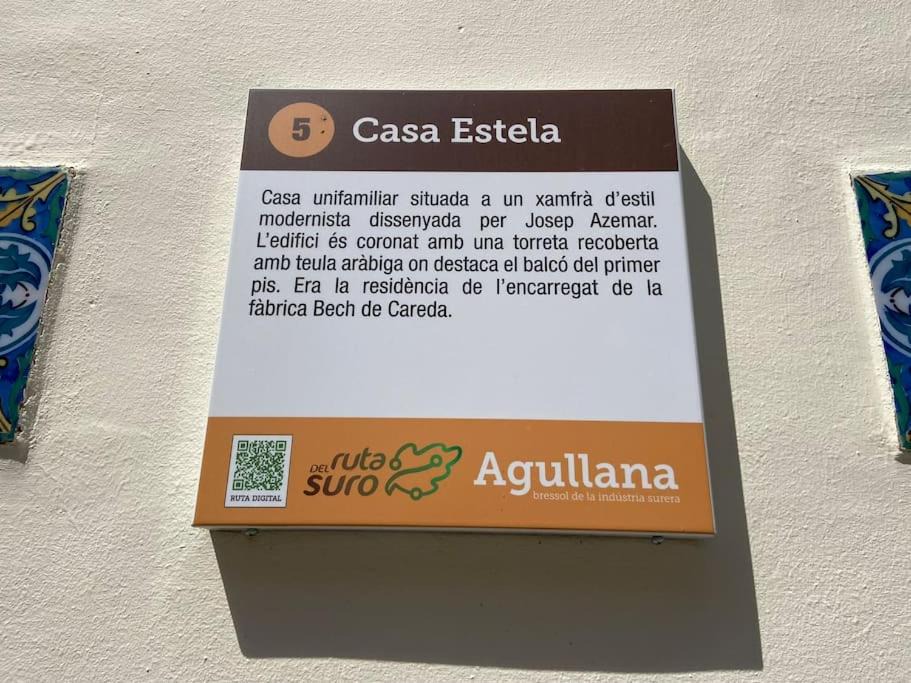 5 Casa Estela
Casa unifamiliar situada a un xamfrà d'estil
modernista dissenyada per Josep Azemar.
L'edifici és coronat amb una torreta recoberta
amb teula aràbiga on destaca el balcó del primer
pis. Era la residència de l'encarregat de la
fàbrica Bech de Careda.
RUTA DIGITAL
ruta
DEL suro
Agullana
bressol de la indústria surera